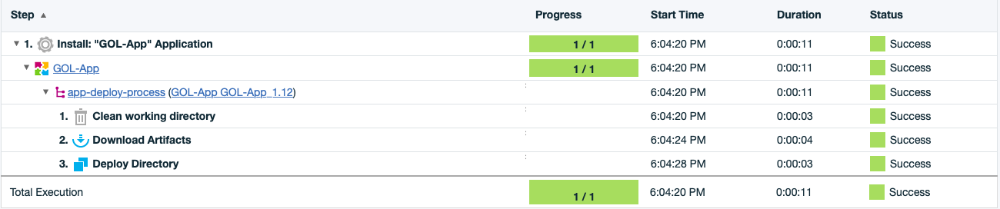 Step Progress Start Time Duration Status
1. Install: "GOL-App" Application 1 / 1 6:04:20 PM 0:00:11 Success
GOL-App 1 / 1 6:04:20 PM 0:00:11 Success
app-deploy-process (GOL-App GOL-App_1.12) 6:04:20 PM 0:00:11 Success
1. Clean working directory 6:04:20 PM 0:00:03 Success
2. Download Artifacts 6:04:24 PM 0:00:04 Success
3. Deploy Directory 6:04:28 PM 0:00:03 Success
Total Execution 1 / 1 6:04:20 PM 0:00:11 Success